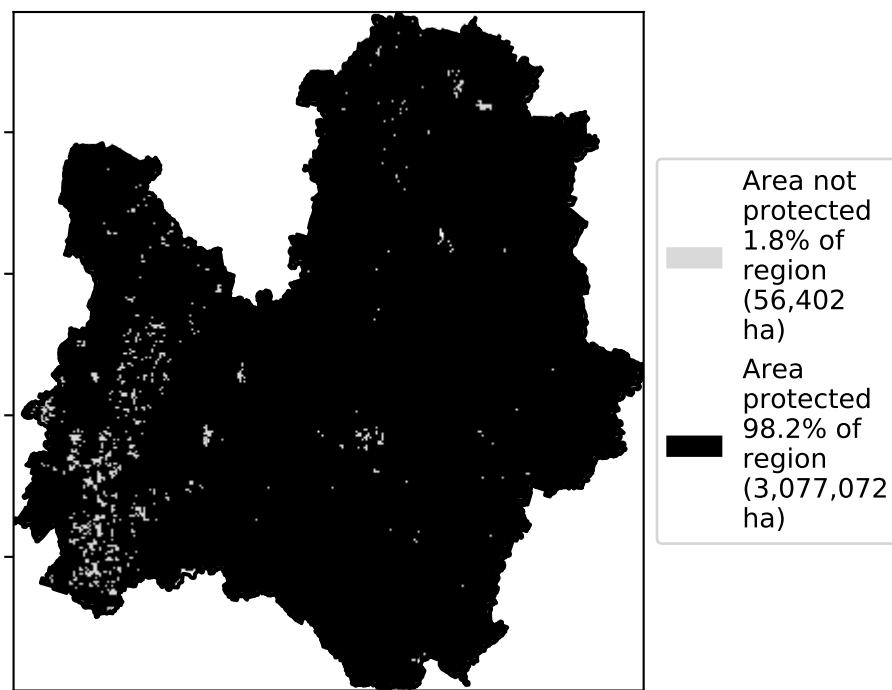 Area not
protected
1.8% of
region
(56,402
ha)
Area
protected
98.2% of
region
(3,077,072
ha)